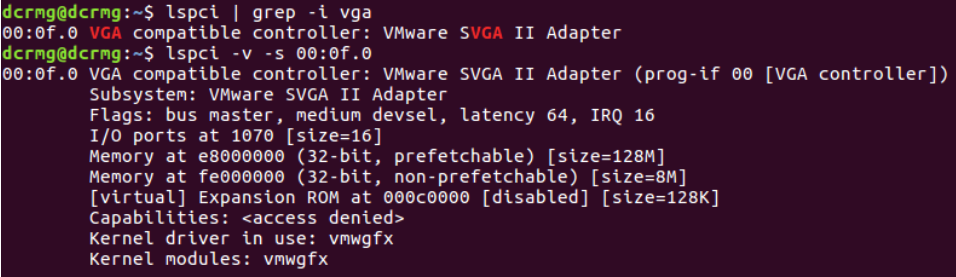 dcrmg@dcrmg:~$ lspci | grep -i vga
00:0f.0 VGA compatible controller: VMware SVGA II Adapter
dcrmg@dcrmg:~$ lspci -v -s 00:0f.0
00:0f.0 VGA compatible controller: VMware SVGA II Adapter (prog-if 00 [VGA controller])
Subsystem: VMware SVGA II Adapter
Flags: bus master, medium devsel, latency 64, IRQ 16
I/O ports at 1070 [size=16]
Memory at e8000000 (32-bit, prefetchable) [size=128M]
Memory at fe000000 (32-bit, non-prefetchable) [size=8M]
[virtual] Expansion ROM at 000c0000 [disabled] [size=128K]
Capabilities: <access denied>
Kernel driver in use: vmwgfx
Kernel modules: vmwgfx